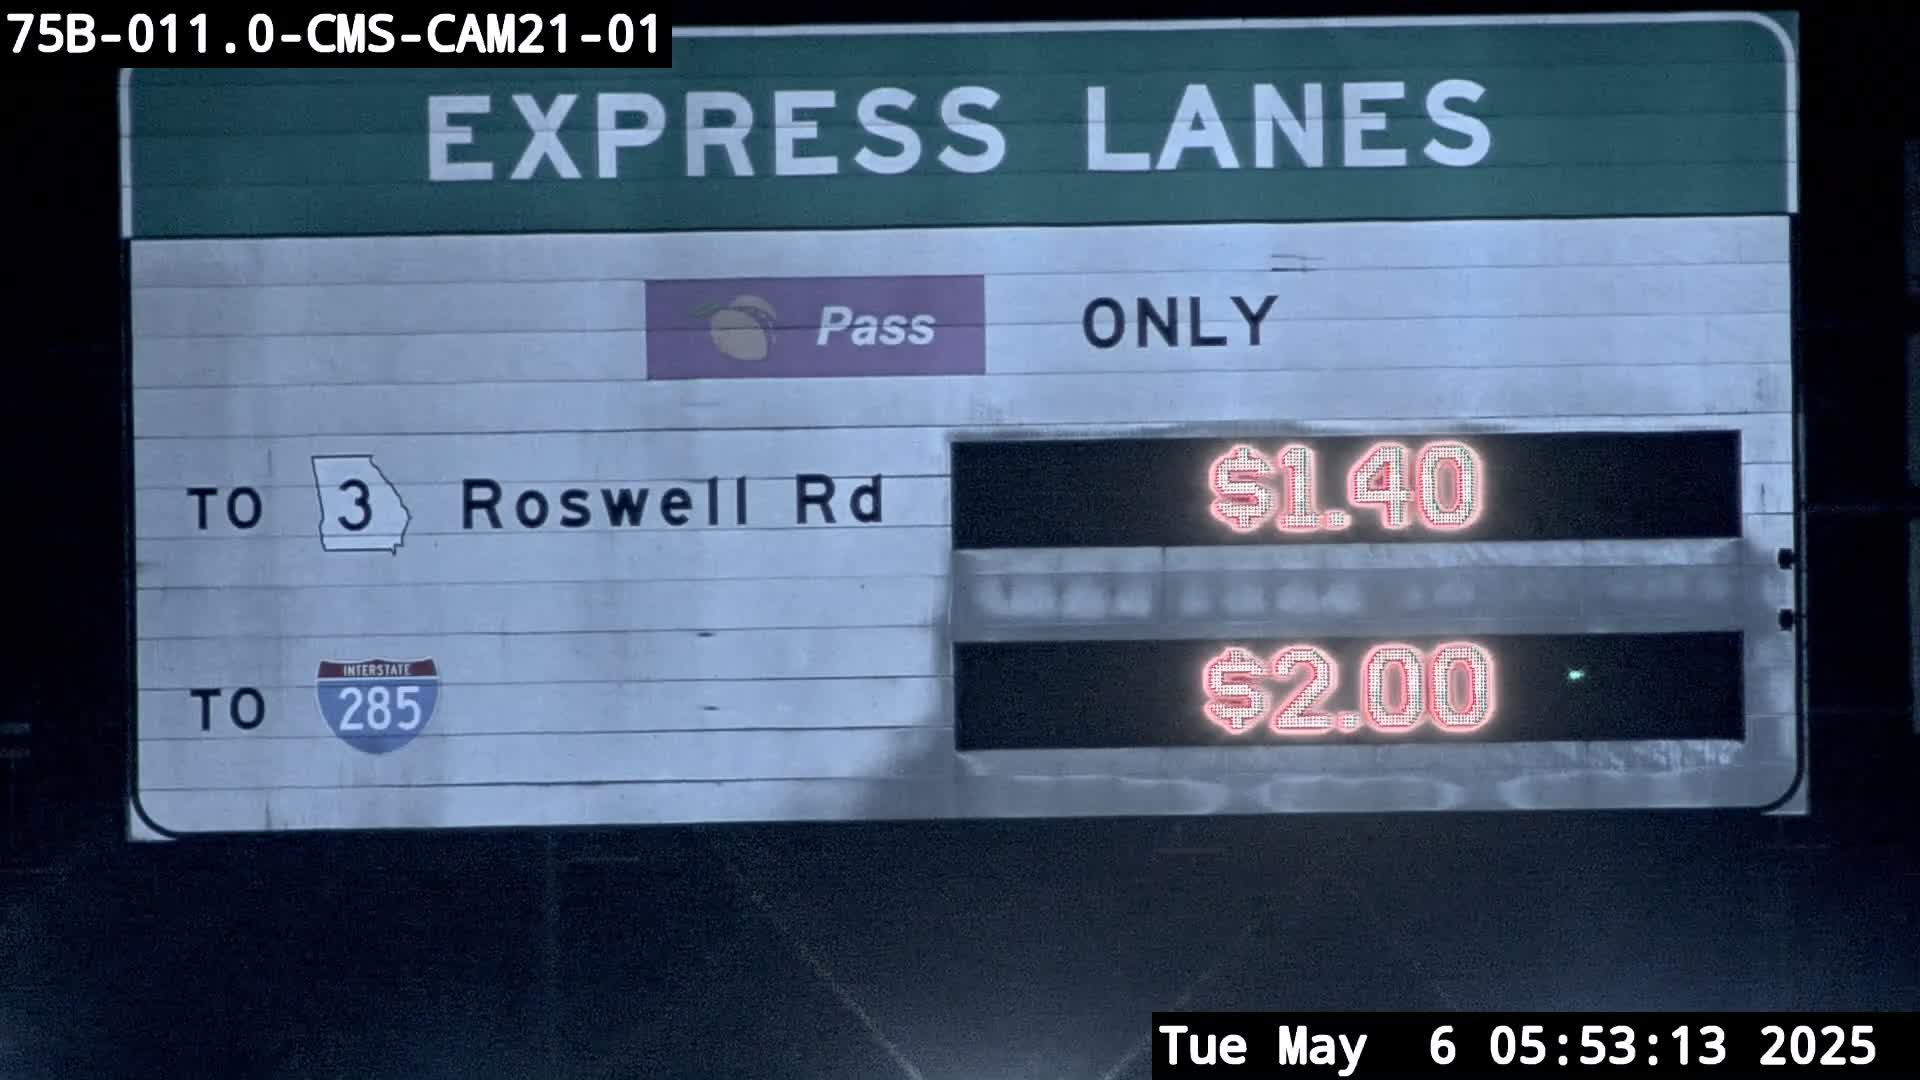 75B-011.0-CMS-CAM21-01
EXPRESS LANES
Pass ONLY
TO 3 Roswell Rd $1.40
INTERSTATE
TO 285 $2.00
Tue May 6 05:53:13 2025